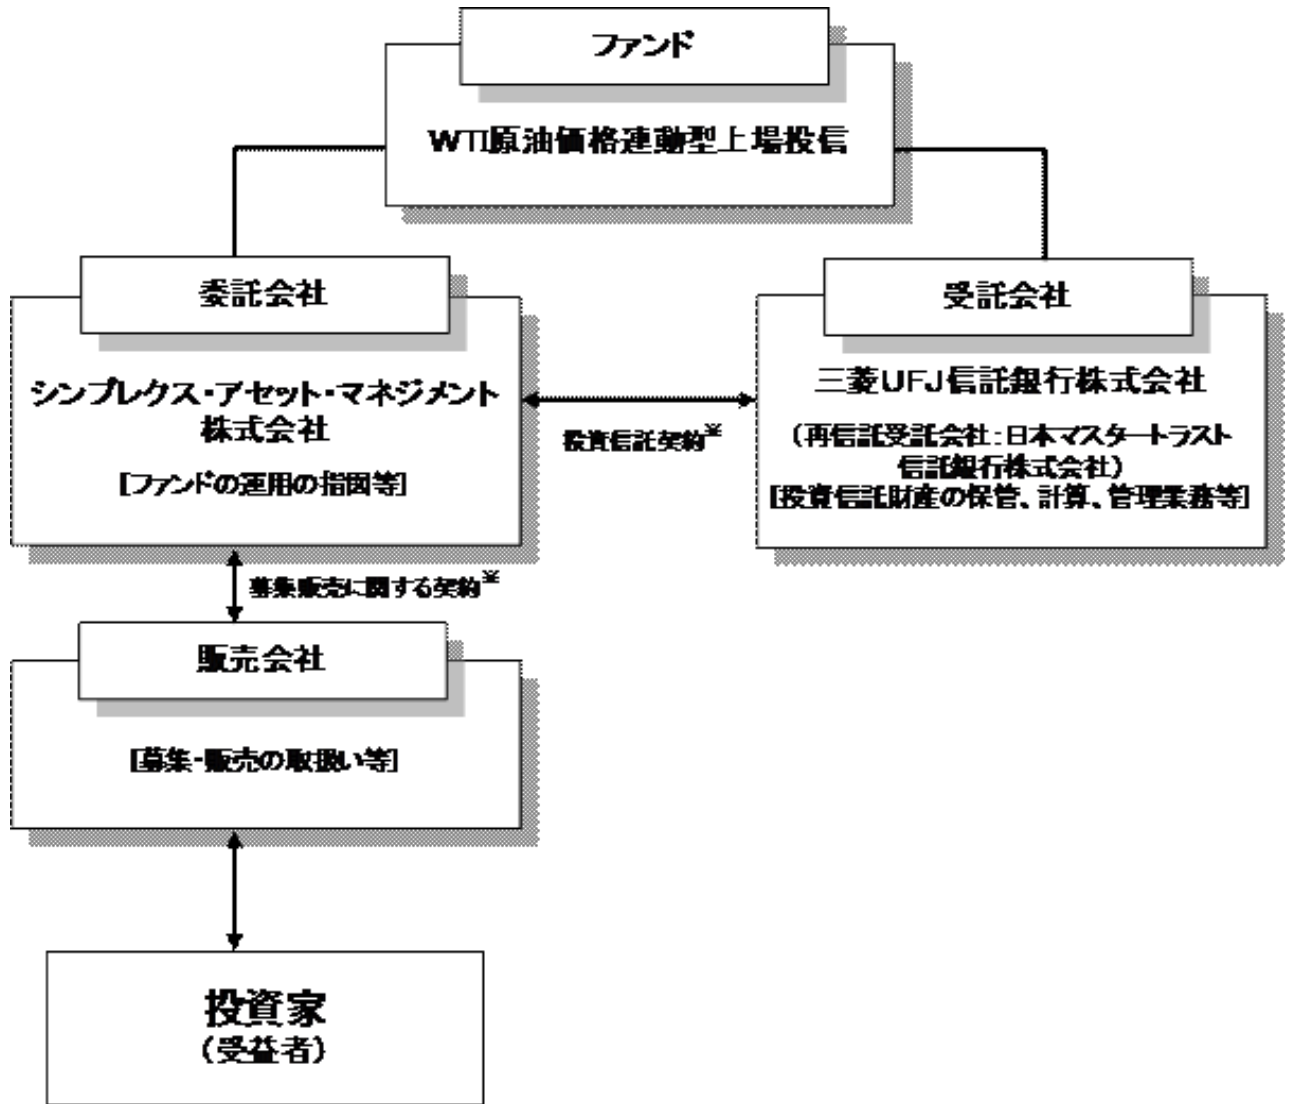 ファンド
WTI原油価格連動型上場投信
委託会社
受託会社
シンプレクス・アセット・マネジメント
株式会社
[ファンドの運用の指図等]
投資信託契約※
三菱UFJ信託銀行株式会社
(再信託受託会社:日本マスタートラスト
信託銀行株式会社)
[投資信託財産の保管、計算、管理業務等]
募集販売に関する契約※
販売会社
[募集・販売の取扱い等]
投資家
(受益者)